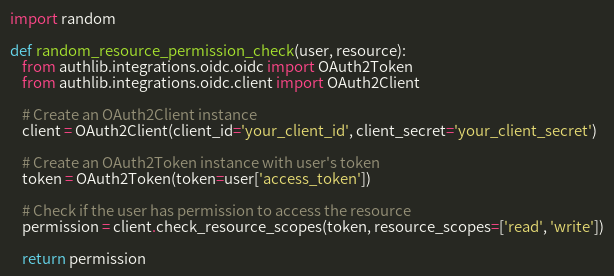 import random
def random_resource_permission_check(user, resource):
from authlib.integrations.oidc.oidc import OAuth2Token
from authlib.integrations.oidc.client import OAuth2Client
# Create an OAuth2Client instance
client = OAuth2Client(client_id='your_client_id', client_secret='your_client_secret')
# Create an OAuth2Token instance with user's token
token = OAuth2Token(token=user['access_token'])
# Check if the user has permission to access the resource
permission = client.check_resource_scopes(token, resource_scopes=['read', 'write'])
return permission